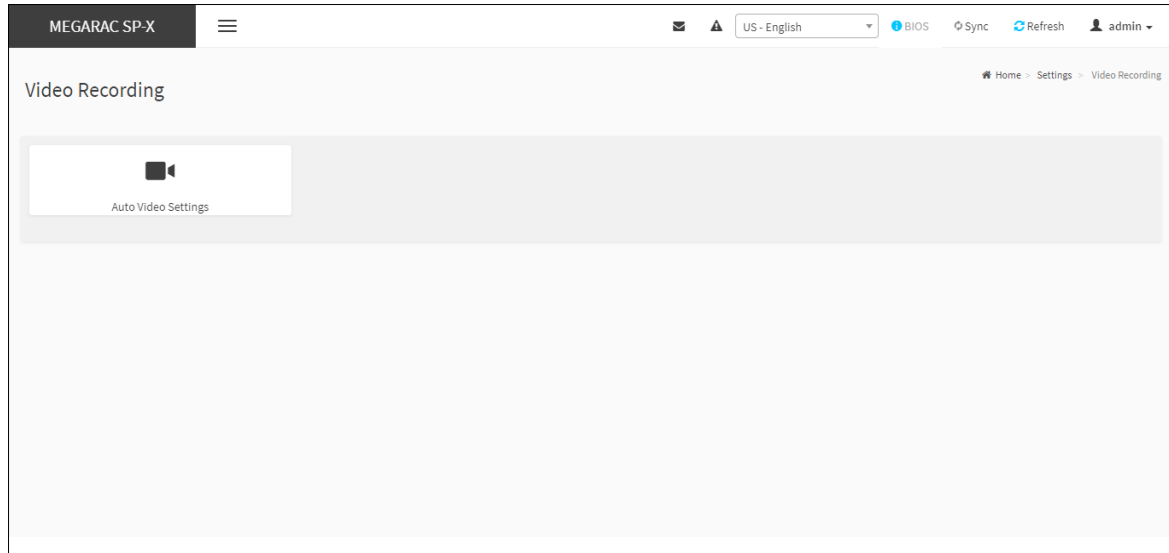 MEGARAC SP-X
US - English BIOS Sync Refresh admin
Home > Settings > Video Recording
Video Recording
Auto Video Settings